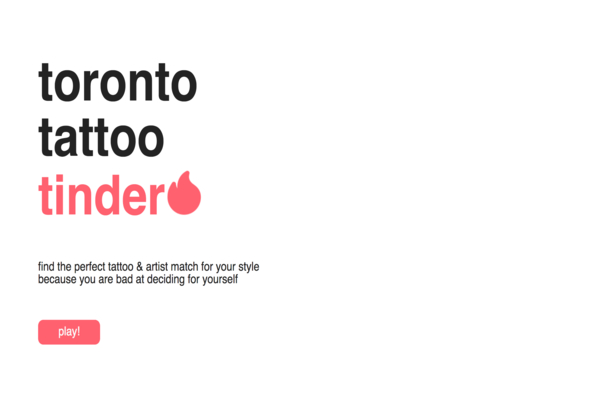 toronto
tattoo
tinder
find the perfect tattoo & artist match for your style
because you are bad at deciding for yourself
play!